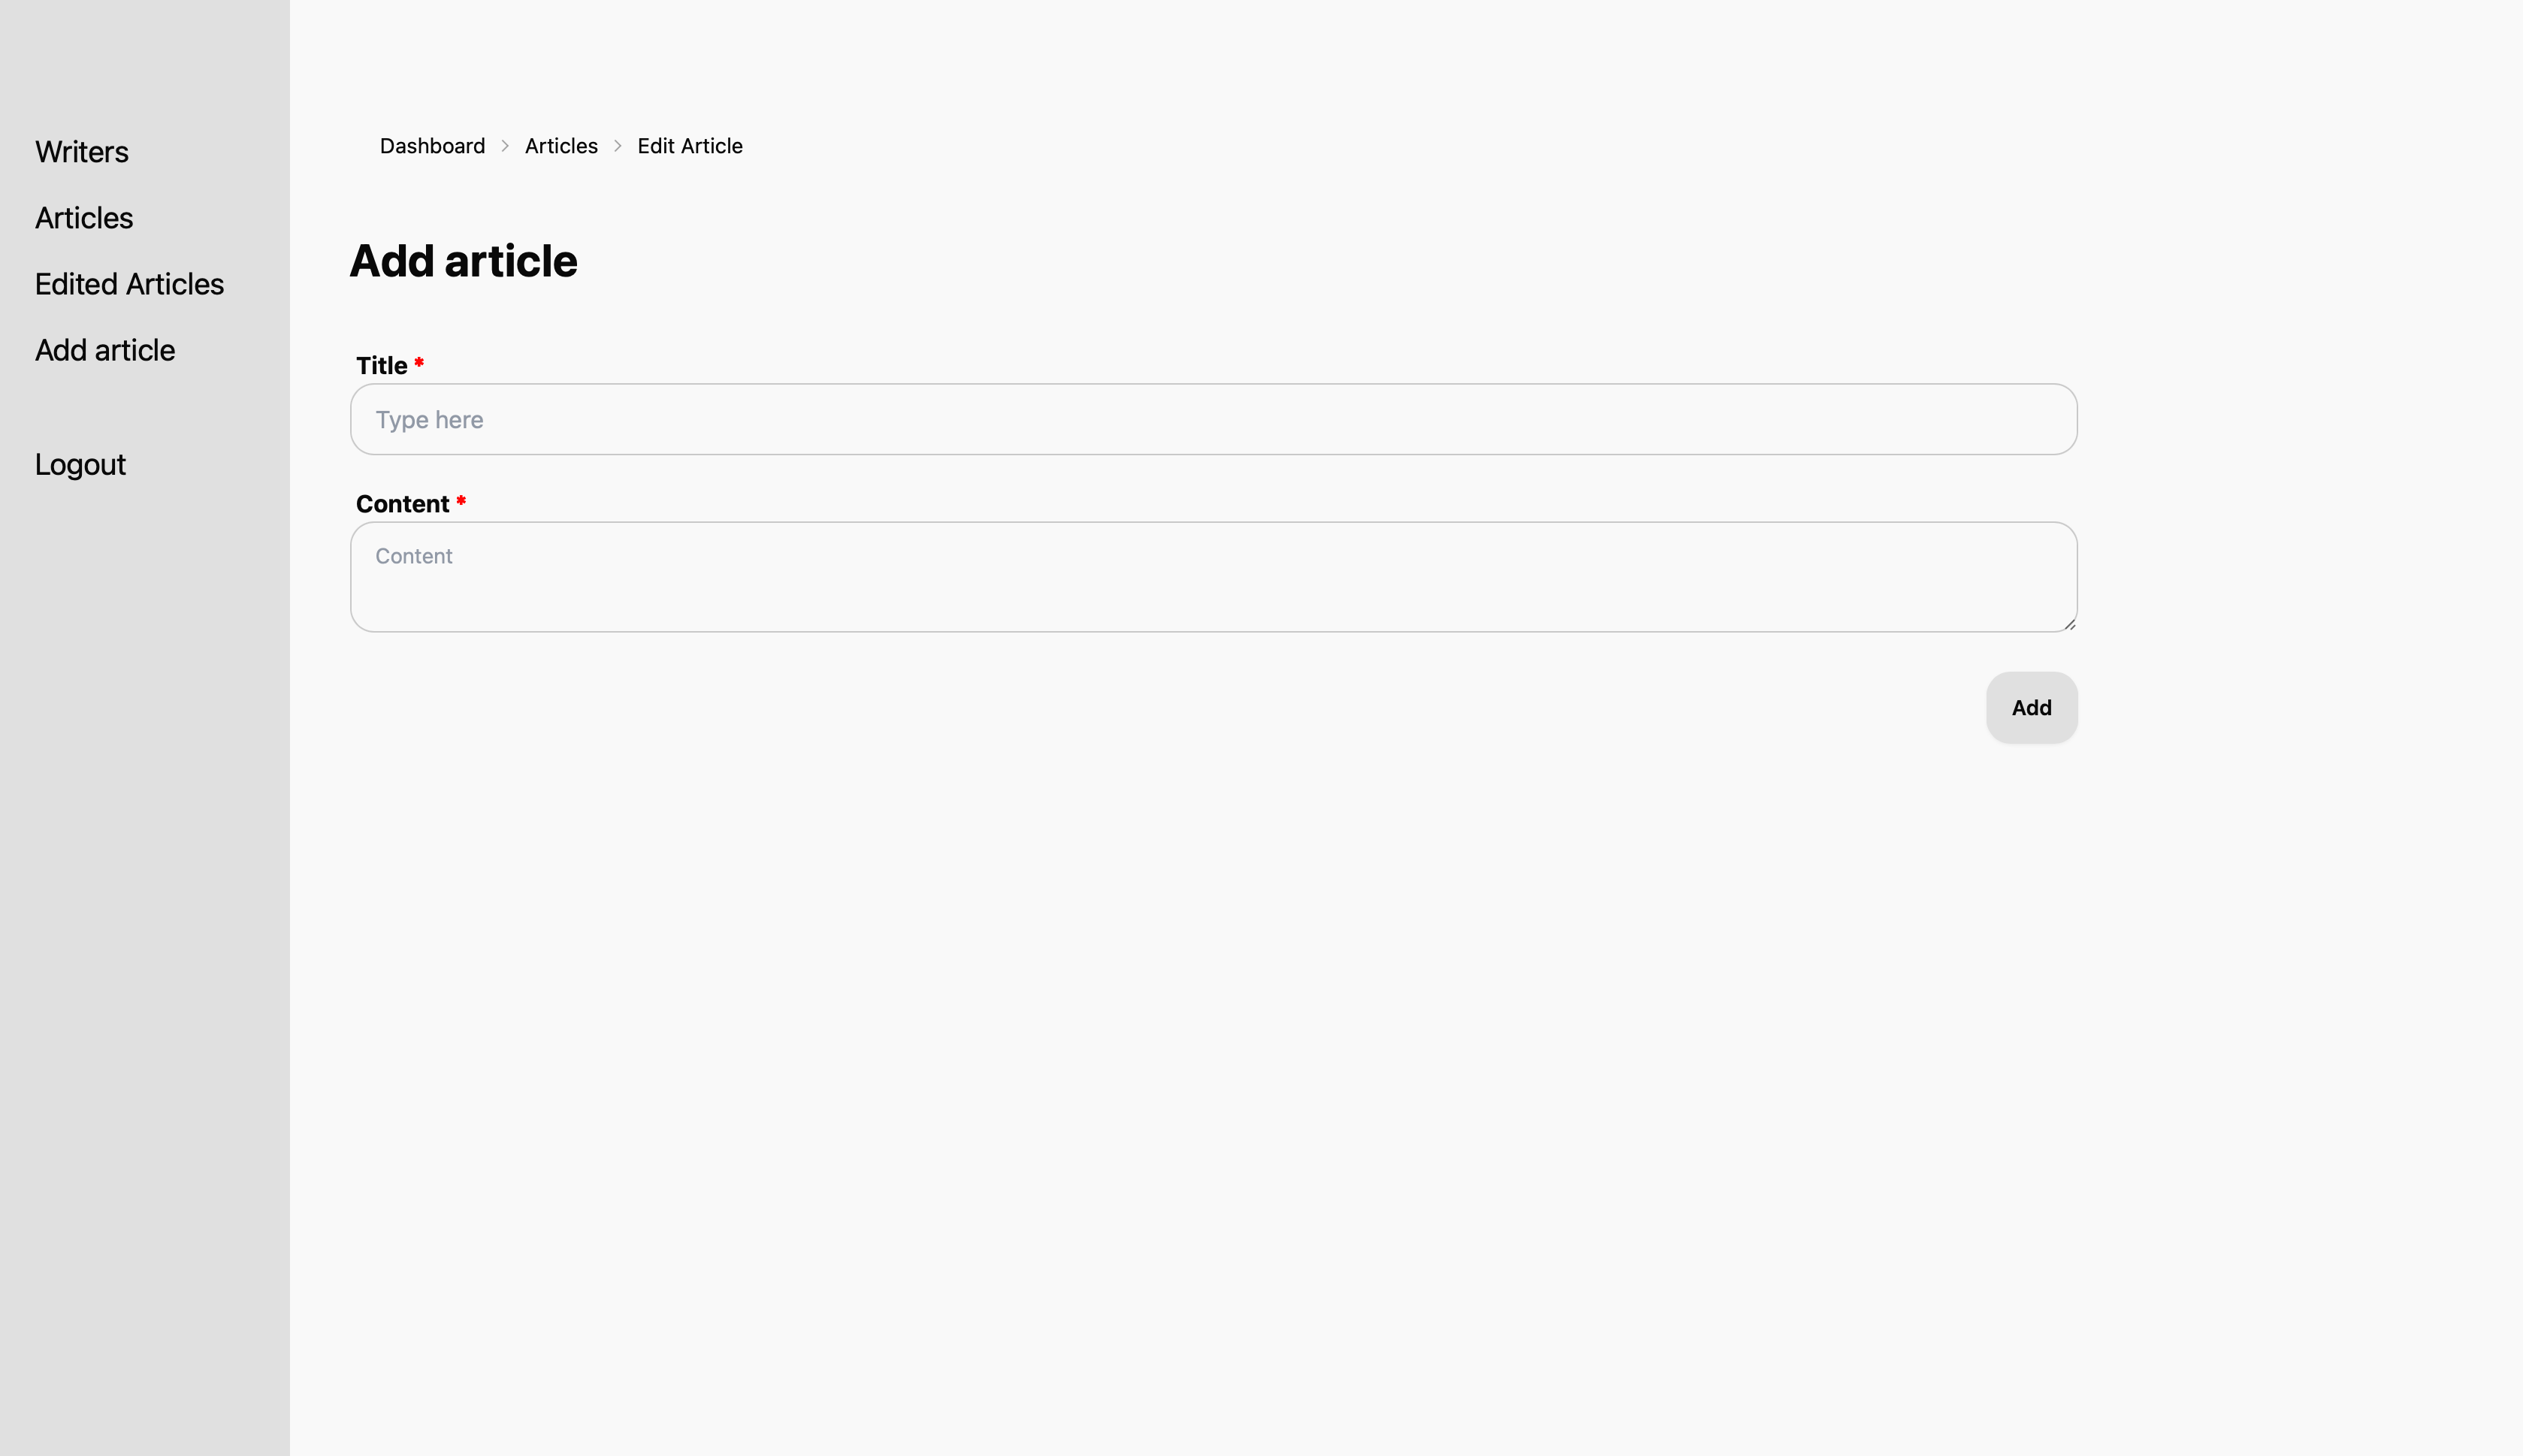 Writers
Articles
Edited Articles
Add article
Logout
Dashboard > Articles > Edit Article
Add article
Title *
Type here
Content *
Content
Add